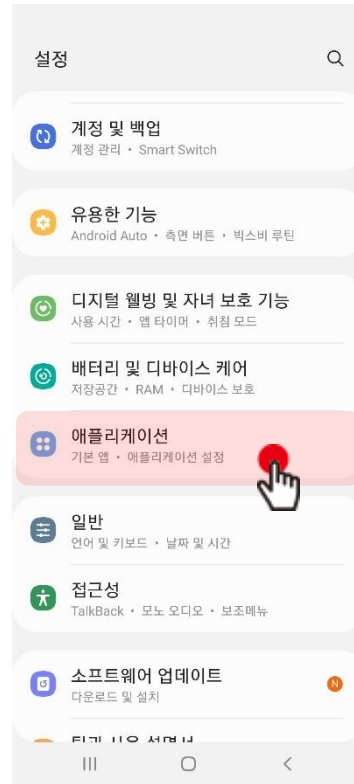 설정
계정 및 백업
계정 관리 • Smart Switch
유용한 기능
Android Auto • 측면 버튼 • 빅스비 루틴
디지털 웰빙 및 자녀 보호 기능
사용 시간 • 앱 타이머 • 취침 모드
배터리 및 디바이스 케어
저장공간 • RAM • 디바이스 보호
애플리케이션
기본 앱 • 애플리케이션 설정
일반
언어 및 키보드 • 날짜 및 시간
접근성
TalkBack • 모노 오디오 • 보조메뉴
소프트웨어 업데이트
N
다운로드 및 설치